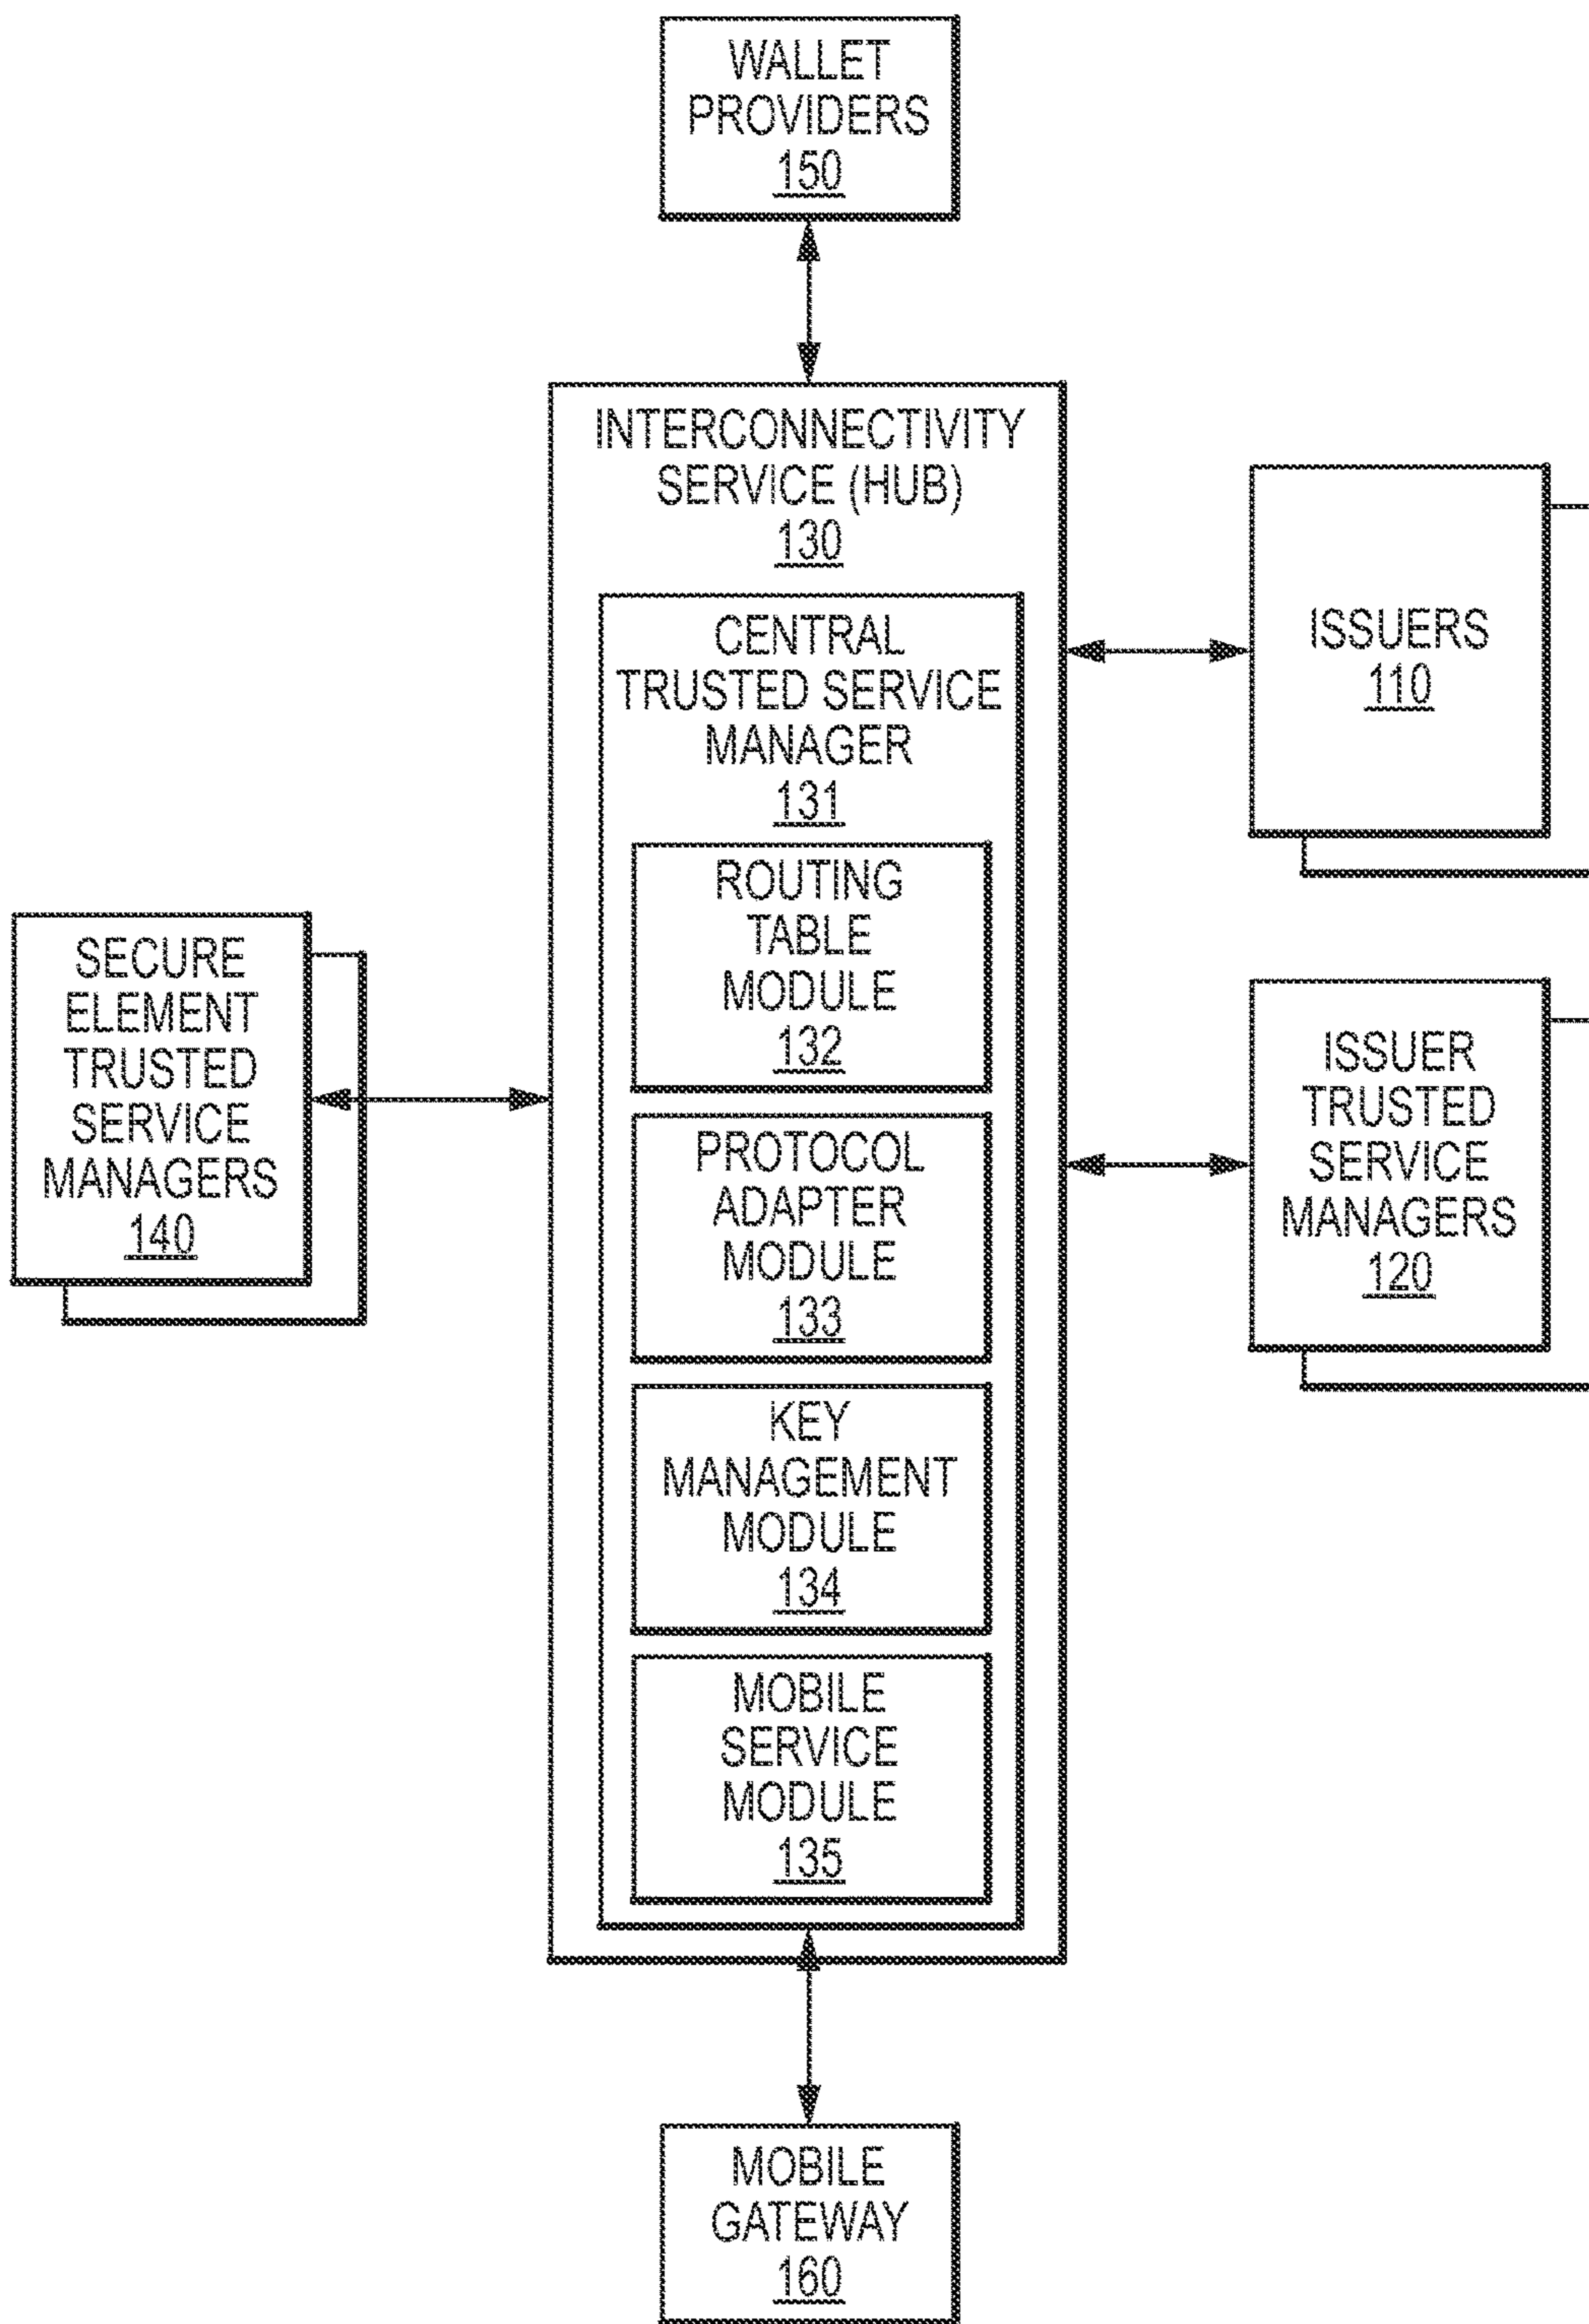 WALLET
PROVIDERS
150
INTERCONNECTIVITY
SERVICE (HUB)
130
CENTRAL
TRUSTED SERVICE
MANAGER
131
ROUTING
TABLE
MODULE
132
PROTOCOL
ADAPTER
MODULE
133
KEY
MANAGEMENT
MODULE
134
MOBILE
SERVICE
MODULE
135
SECURE
ELEMENT
TRUSTED
SERVICE
MANAGERS
140
ISSUERS
110
ISSUER
TRUSTED
SERVICE
MANAGERS
120
MOBILE
GATEWAY
160